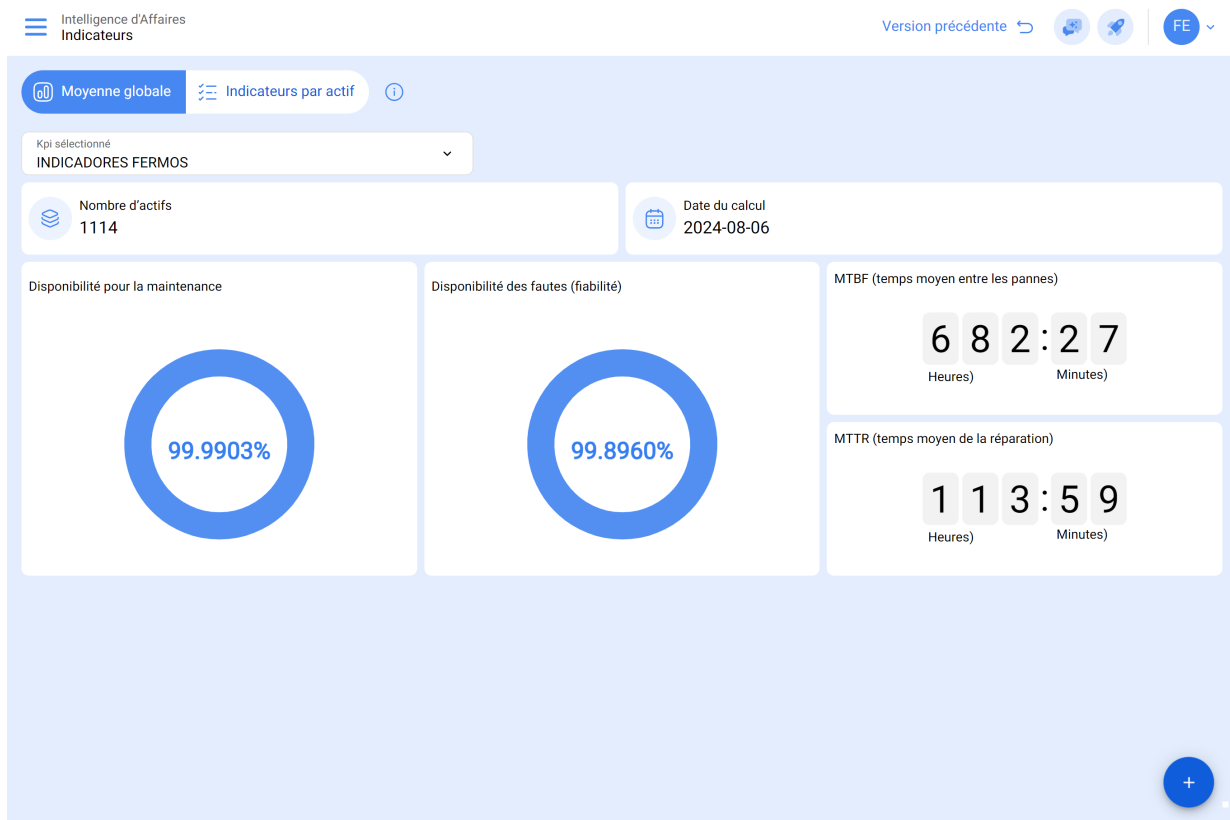 Intelligence d'Affaires
Indicateurs
Version précédente
FE
Moyenne globale
Indicateurs par actif
Kpi sélectionné
INDICADORES FERMOS
Nombre d’actifs
1114
Date du calcul
2024-08-06
Disponibilité pour la maintenance
99.9903%
Disponibilité des fautes (fiabilité)
99.8960%
MTBF (temps moyen entre les pannes)
682:27
Heures) Minutes)
MTTR (temps moyen de la réparation)
113:59
Heures) Minutes)
+